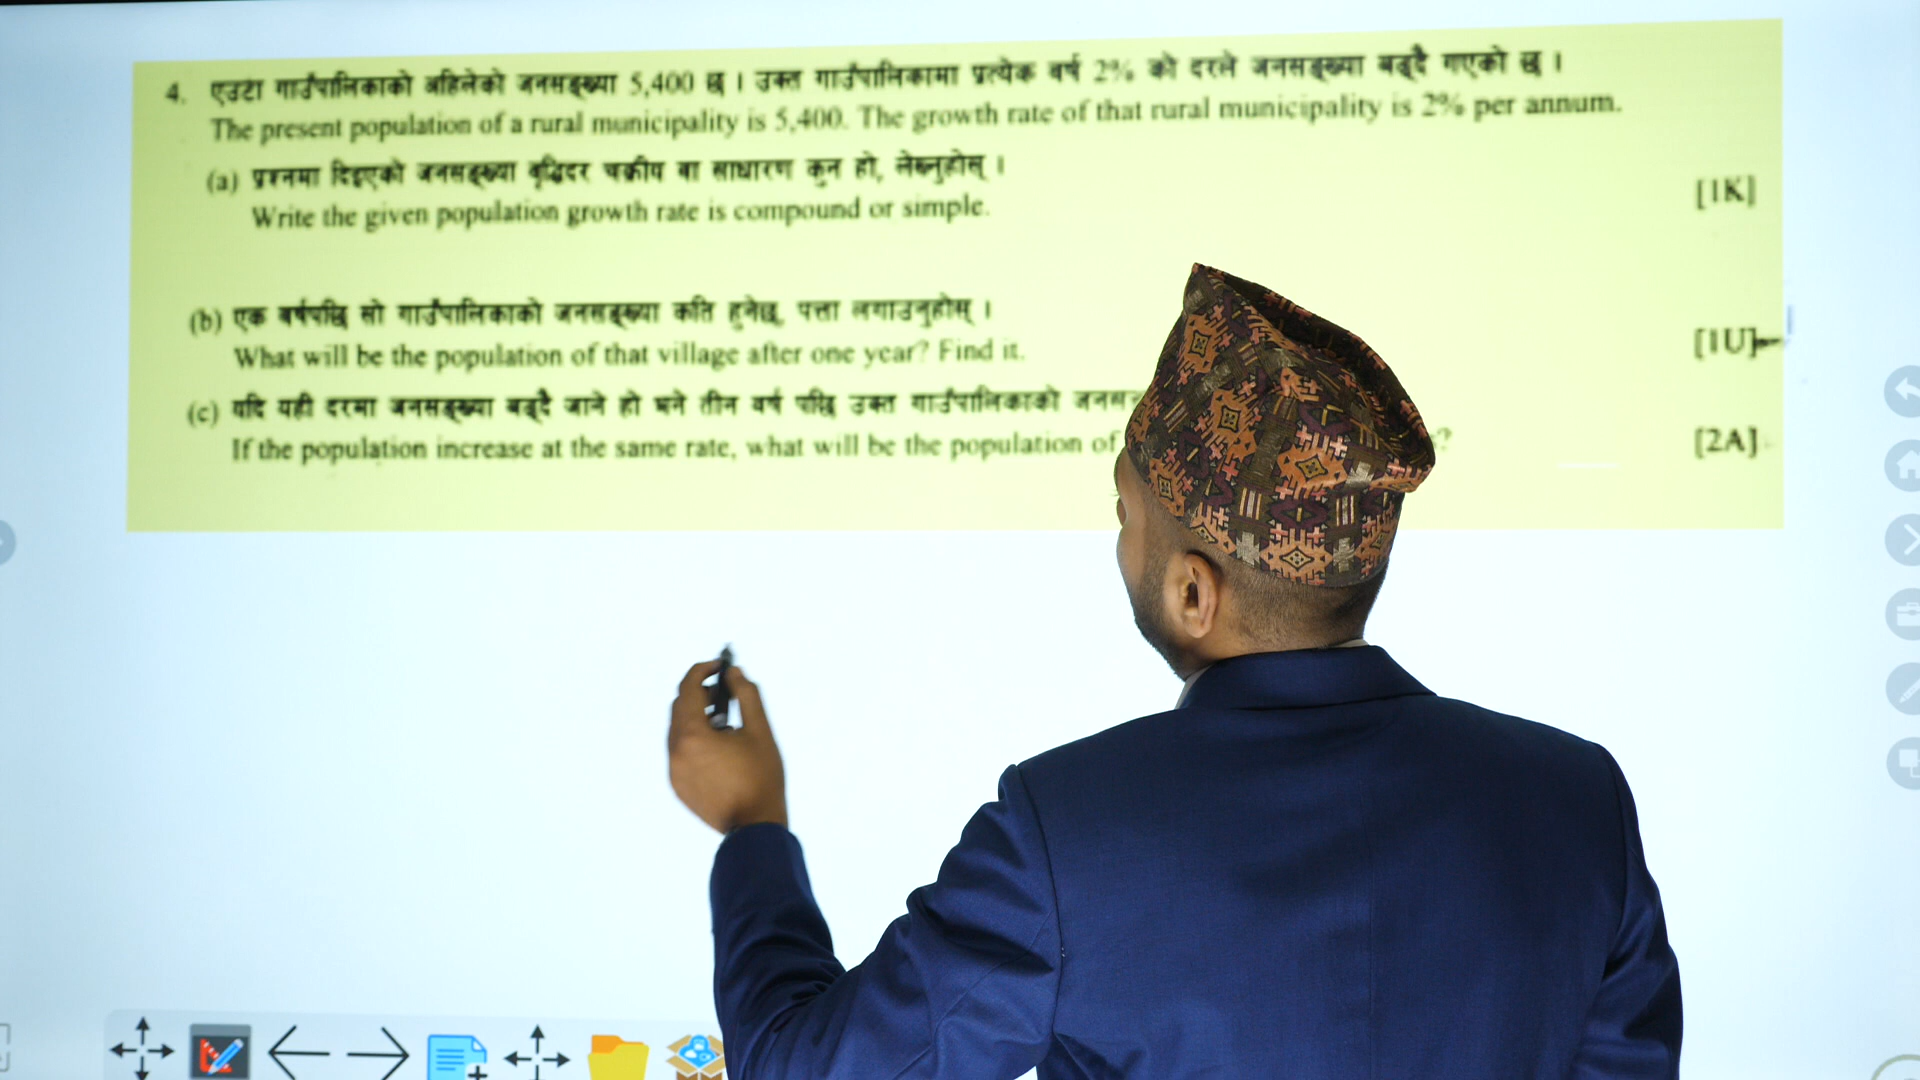 4. एउटा गाउँपालिकाको अहिलेको जनसङ्ख्या 5,400 छ । उक्त गाउँपालिकामा प्रत्येक वर्ष 2% को दरले जनसङ्ख्या बढ्दै गएको छ ।
The present population of a rural municipality is 5,400. The growth rate of that rural municipality is 2% per annum.
(a) प्रश्नमा दिइएको जनसङ्ख्या वृद्धिदर चक्रीय वा साधारण कुन हो, लेख्नुहोस् ।
Write the given population growth rate is compound or simple. [1K]
(b) एक वर्षपछि सो गाउँपालिकाको जनसङ्ख्या कति हुनेछ, पत्ता लगाउनुहोस् ।
What will be the population of that village after one year? Find it. [1U]
(c) यदि यही दरमा जनसङ्ख्या बढ्दै जाने हो भने तीन वर्ष पछि उक्त गाउँपालिकाको
If the population increase at the same rate, what will be the population of ? [2A]